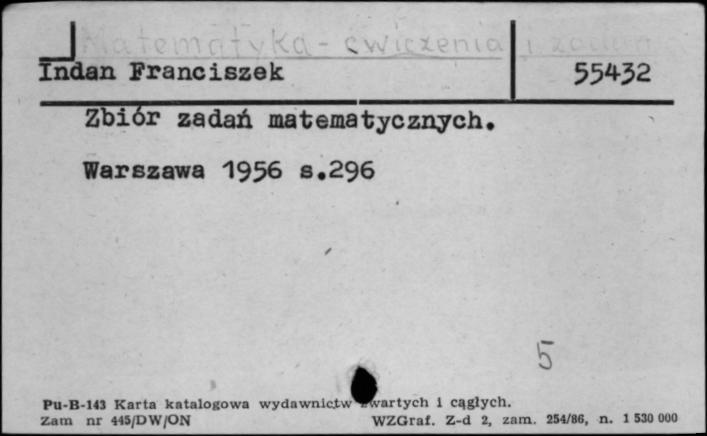 Matematyka - ćwiczenia i zadania
Indan Franciszek 55432
Zbiór zadań matematycznych.
Warszawa 1956 s.296
5
Pu-B-143 Karta katalogowa wydawnictw zwartych i ciągłych.
Zam nr 445/DW/ON WZGraf. Z-d 2, zam. 254/86, n. 1 530 000